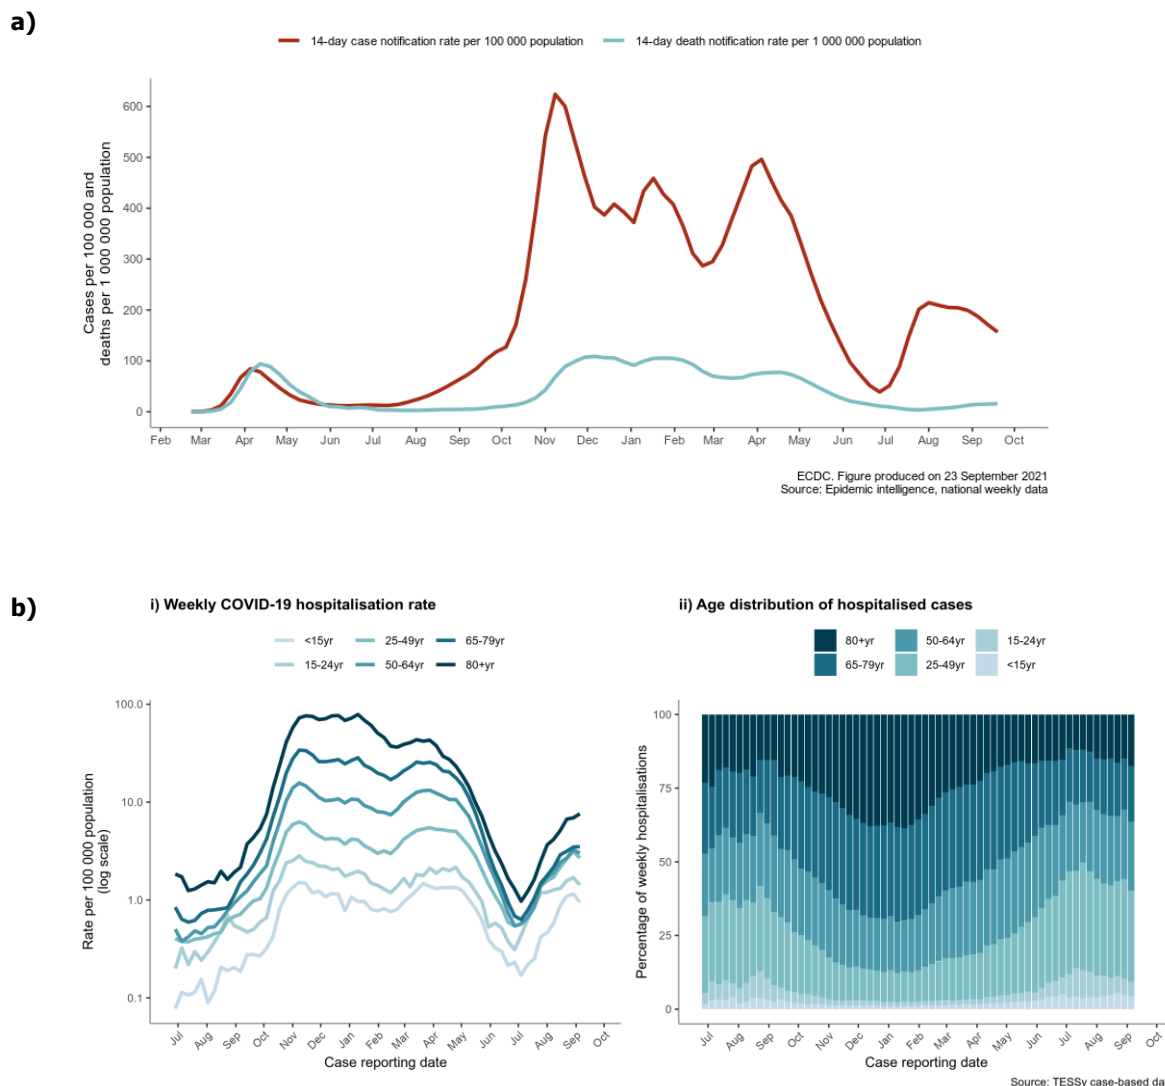 a)
14-day case notification rate per 100 000 population 14-day death notification rate per 1 000 000 population
Cases per 100 000 and
deaths per 1 000 000 population
600
500
400
300
200
100
0
Feb Mar Apr May Jun Jul Aug Sep Oct Nov Dec Jan Feb Mar Apr May Jun Jul Aug Sep Oct
ECDC. Figure produced on 23 September 2021
Source: Epidemic intelligence, national weekly data
b)
i) Weekly COVID-19 hospitalisation rate
<15yr 25-49yr 65-79yr
15-24yr 50-64yr 80+yr
Rate per 100 000 population
(log scale)
100.0
10.0
1.0
0.1
Jul Aug Sep Oct Nov Dec Jan Feb Mar Apr May Jun Jul Aug Sep Oct
Case reporting date
ii) Age distribution of hospitalised cases
80+yr 50-64yr 15-24yr
65-79yr 25-49yr <15yr
Percentage of weekly hospitalisations
100
75
50
25
0
Jul Aug Sep Oct Nov Dec Jan Feb Mar Apr May Jun Jul Aug Sep Oct
Case reporting date
Source: TESSy case-based da